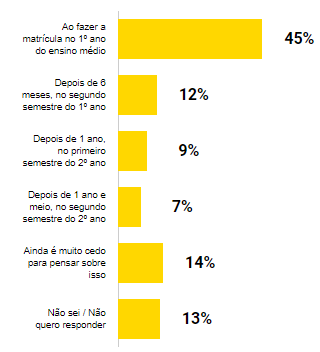 Ao fazer a
matrícula no 1º ano
do ensino médio
45%
Depois de 6
meses, no segundo
semestre do 1º ano
12%
Depois de 1 ano,
no primeiro
semestre do 2º ano
9%
Depois de 1 ano e
meio, no segundo
semestre do 2º ano
7%
Ainda é muito cedo
para pensar sobre
isso
14%
Não sei / Não
quero responder
13%